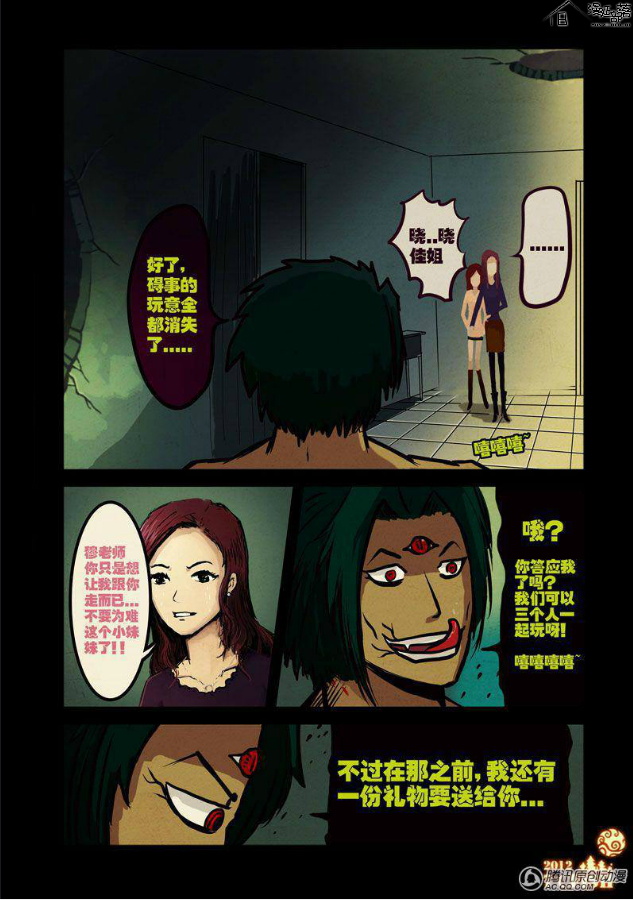 漫画部落
好了，
碍事的
玩意全
都消失
了.....
晓..晓
佳姐
......
嘻嘻嘻~
穆老师
你只是想
让我跟你
走而已...
不要为难
这个小妹
妹了!!
哦？
你答应我
了吗？
我们可以
三个人一
起玩呀!
嘻嘻嘻嘻~
不过在那之前，我还有
一份礼物要送给你...
2012
腾讯原创动漫
AC.QQ.COM